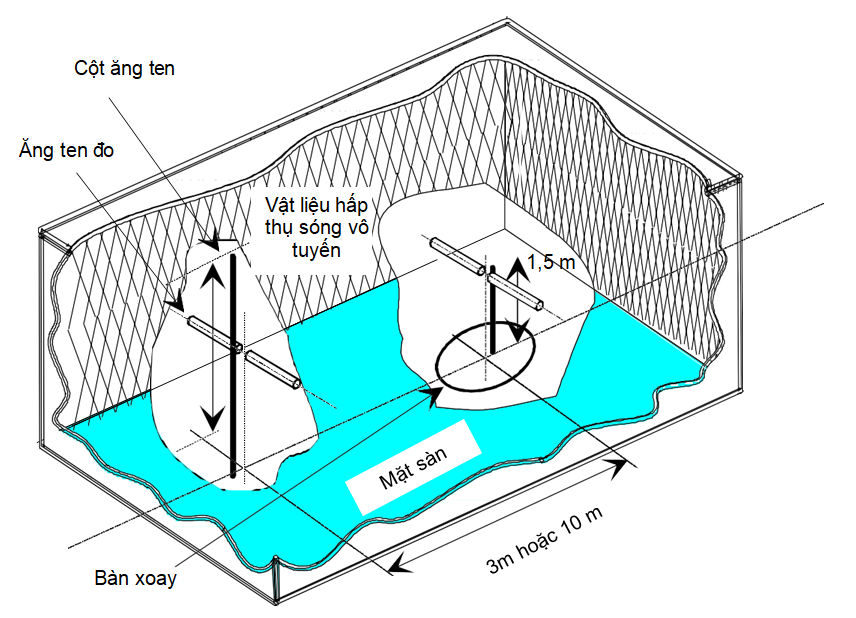 Cột ăng ten
Ăng ten đo
Vật liệu hấp
thụ sóng vô
tuyến
1,5 m
Mặt sàn
3m hoặc 10 m
Bàn xoay